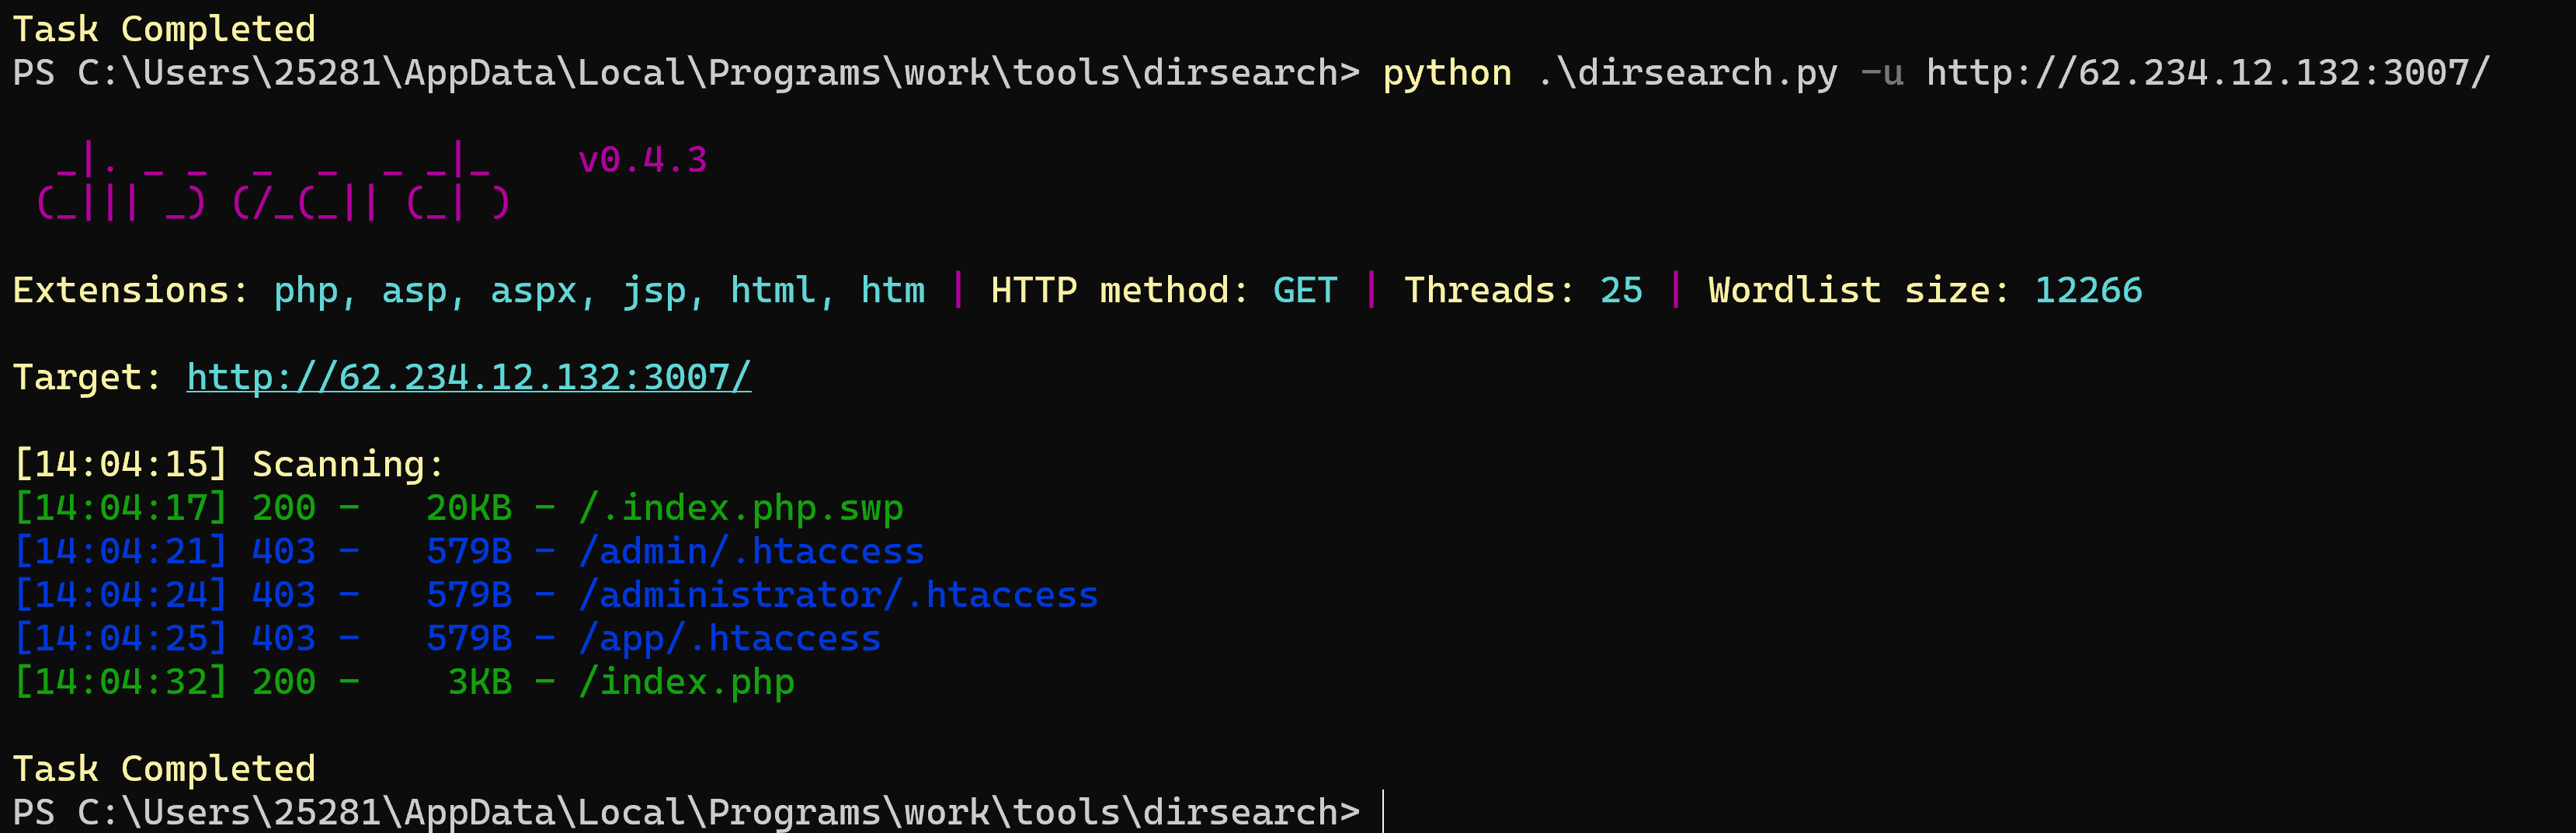 Task Completed
PS C:\Users\25281\AppData\Local\Programs\work\tools\dirsearch> python .\dirsearch.py -u http://62.234.12.132:3007/
  _|. _ _  _  _  _ _|_    v0.4.3
 (_||| _) (/_(_|| (_| )
Extensions: php, asp, aspx, jsp, html, htm | HTTP method: GET | Threads: 25 | Wordlist size: 12266
Target: http://62.234.12.132:3007/
[14:04:15] Scanning:
[14:04:17] 200 -   20KB - /.index.php.swp
[14:04:21] 403 -   579B - /admin/.htaccess
[14:04:24] 403 -   579B - /administrator/.htaccess
[14:04:25] 403 -   579B - /app/.htaccess
[14:04:32] 200 -    3KB - /index.php
Task Completed
PS C:\Users\25281\AppData\Local\Programs\work\tools\dirsearch>